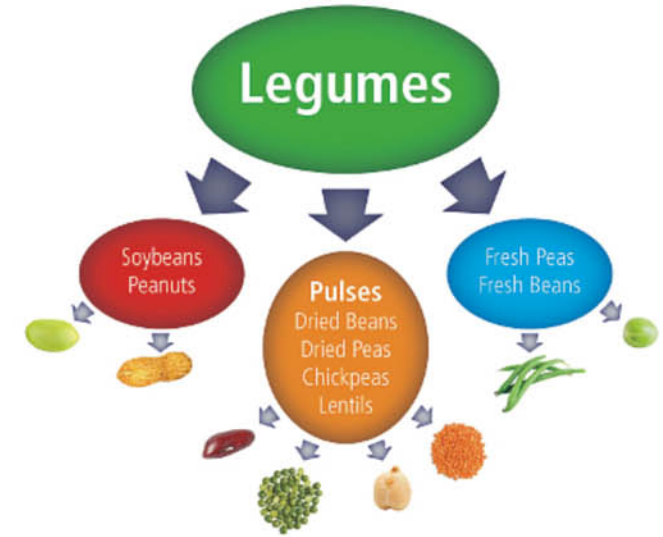 Legumes
Soybeans
Peanuts
Pulses
Dried Beans
Dried Peas
Chickpeas
Lentils
Fresh Peas
Fresh Beans